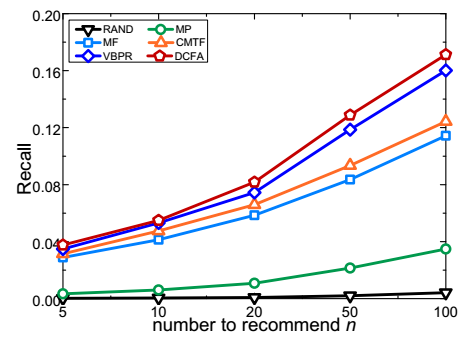 0.20
RAND
MP
MF
CMTF
VBPR
DCFA
0.16
0.12
0.08
0.04
0.00
Recall
5
10
20
50
100
number to recommend n